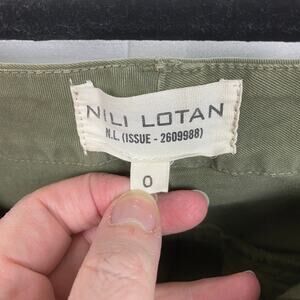 NILI LOTAN
N.L. (ISSUE - 2609988)
0